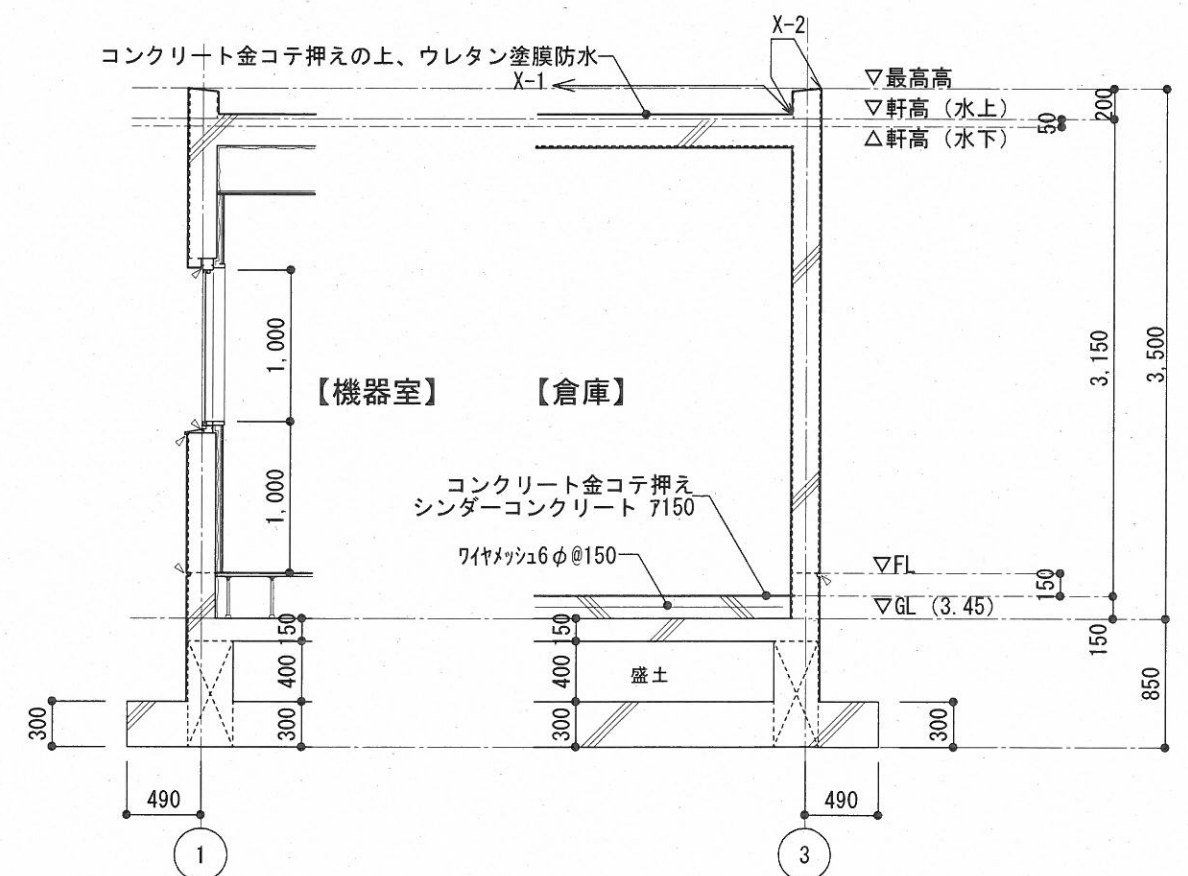 X-2
コンクリート金コテ押えの上、ウレタン塗膜防水
X-1
▽最高高
200
▽軒高（水上）
50
△軒高（水下）
1,000
3,150
3,500
【機器室】
【倉庫】
コンクリート金コテ押え
シンダーコンクリート ｱ150
1,000
ﾜｲﾔﾒｯｼｭ6φ@150
▽FL
150
▽GL (3.45)
150
150
150
400
400
盛土
850
300
300
300
300
490
490
1
3